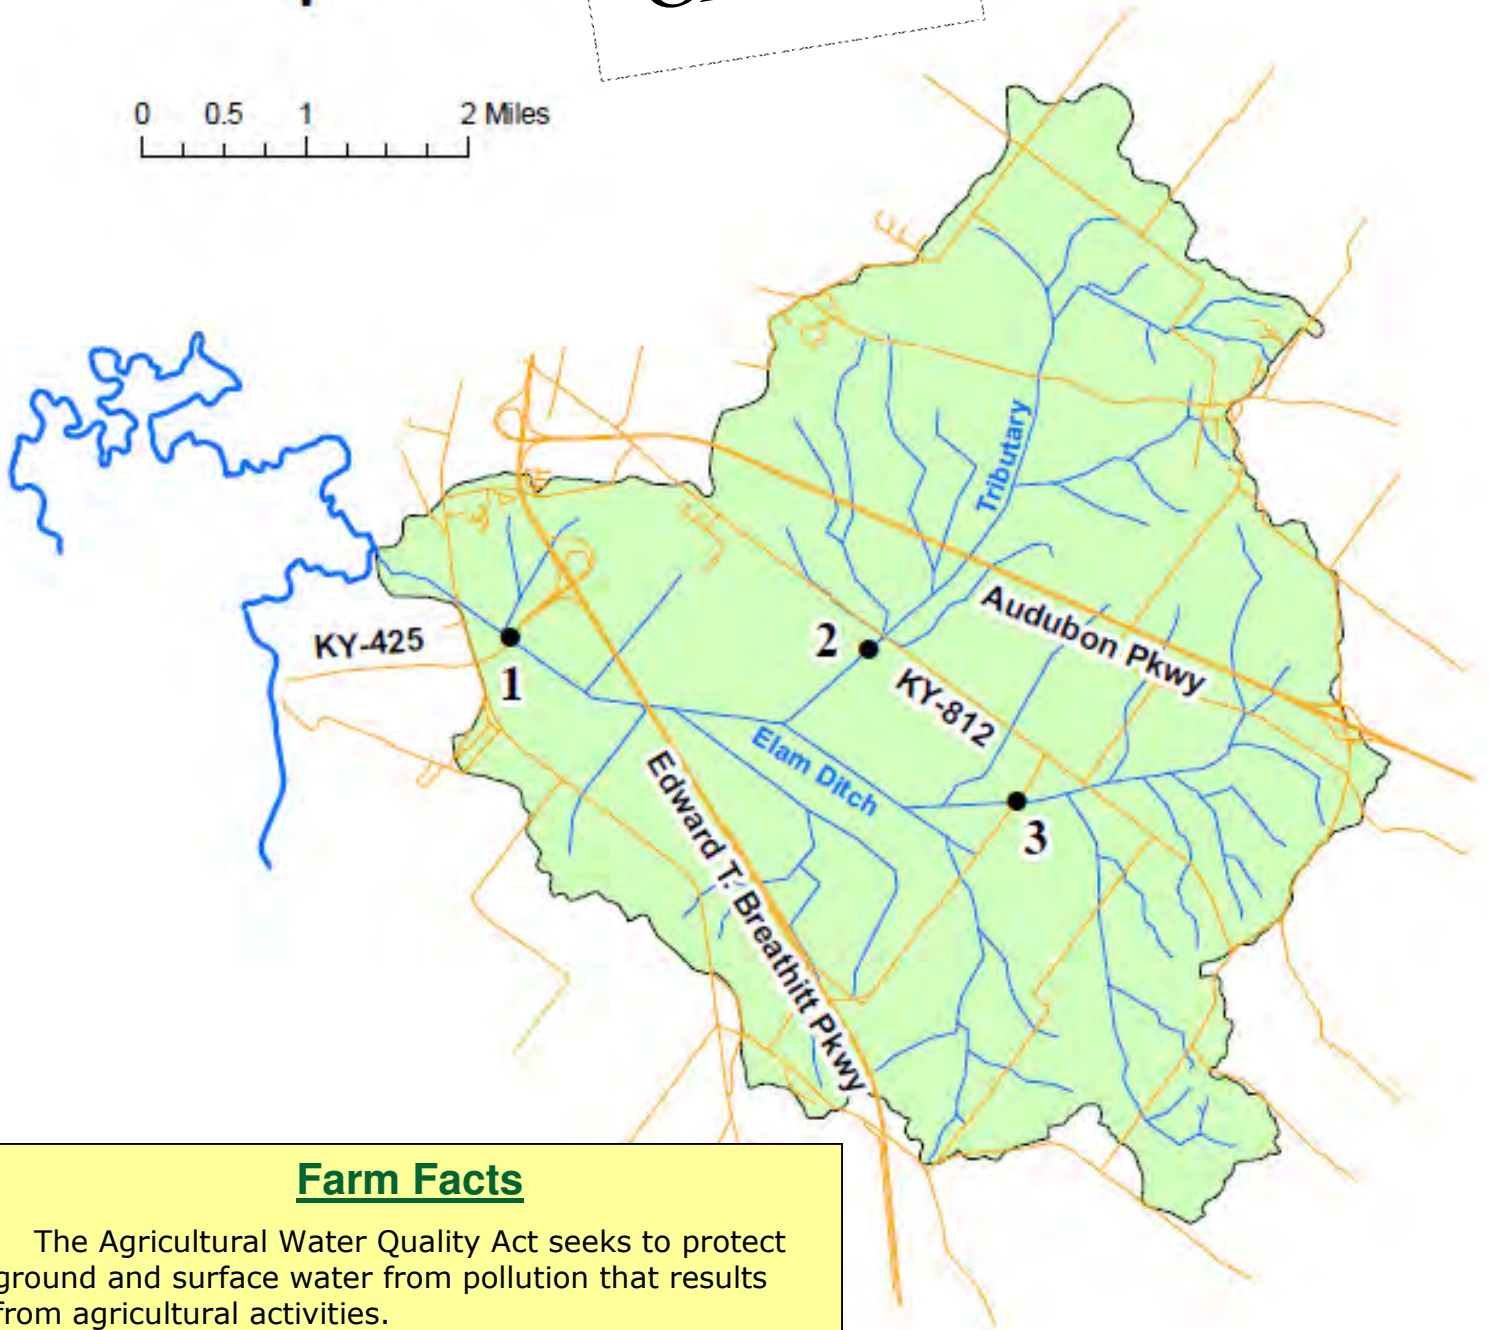 0 0.5 1 2 Miles
Tributary
Audubon Pkwy
KY-425
1
2
KY-812
Elam Ditch
3
Edward T. Breathitt Pkwy
Farm Facts
The Agricultural Water Quality Act seeks to protect
ground and surface water from pollution that results
from agricultural activities.